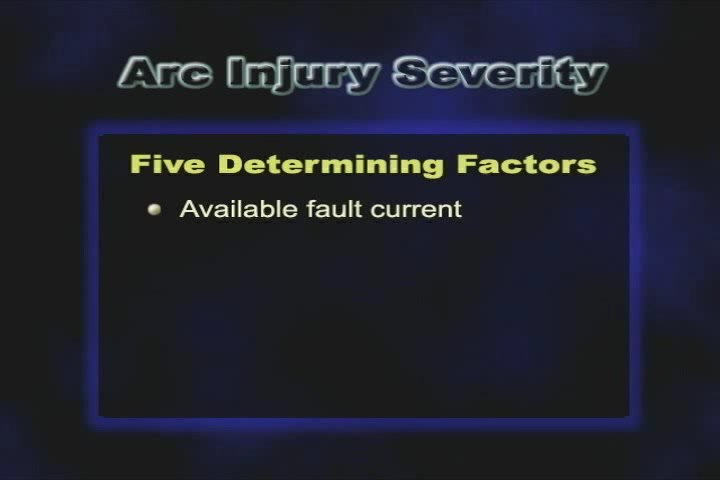 Arc Injury Severity
Five Determining Factors
Available fault current